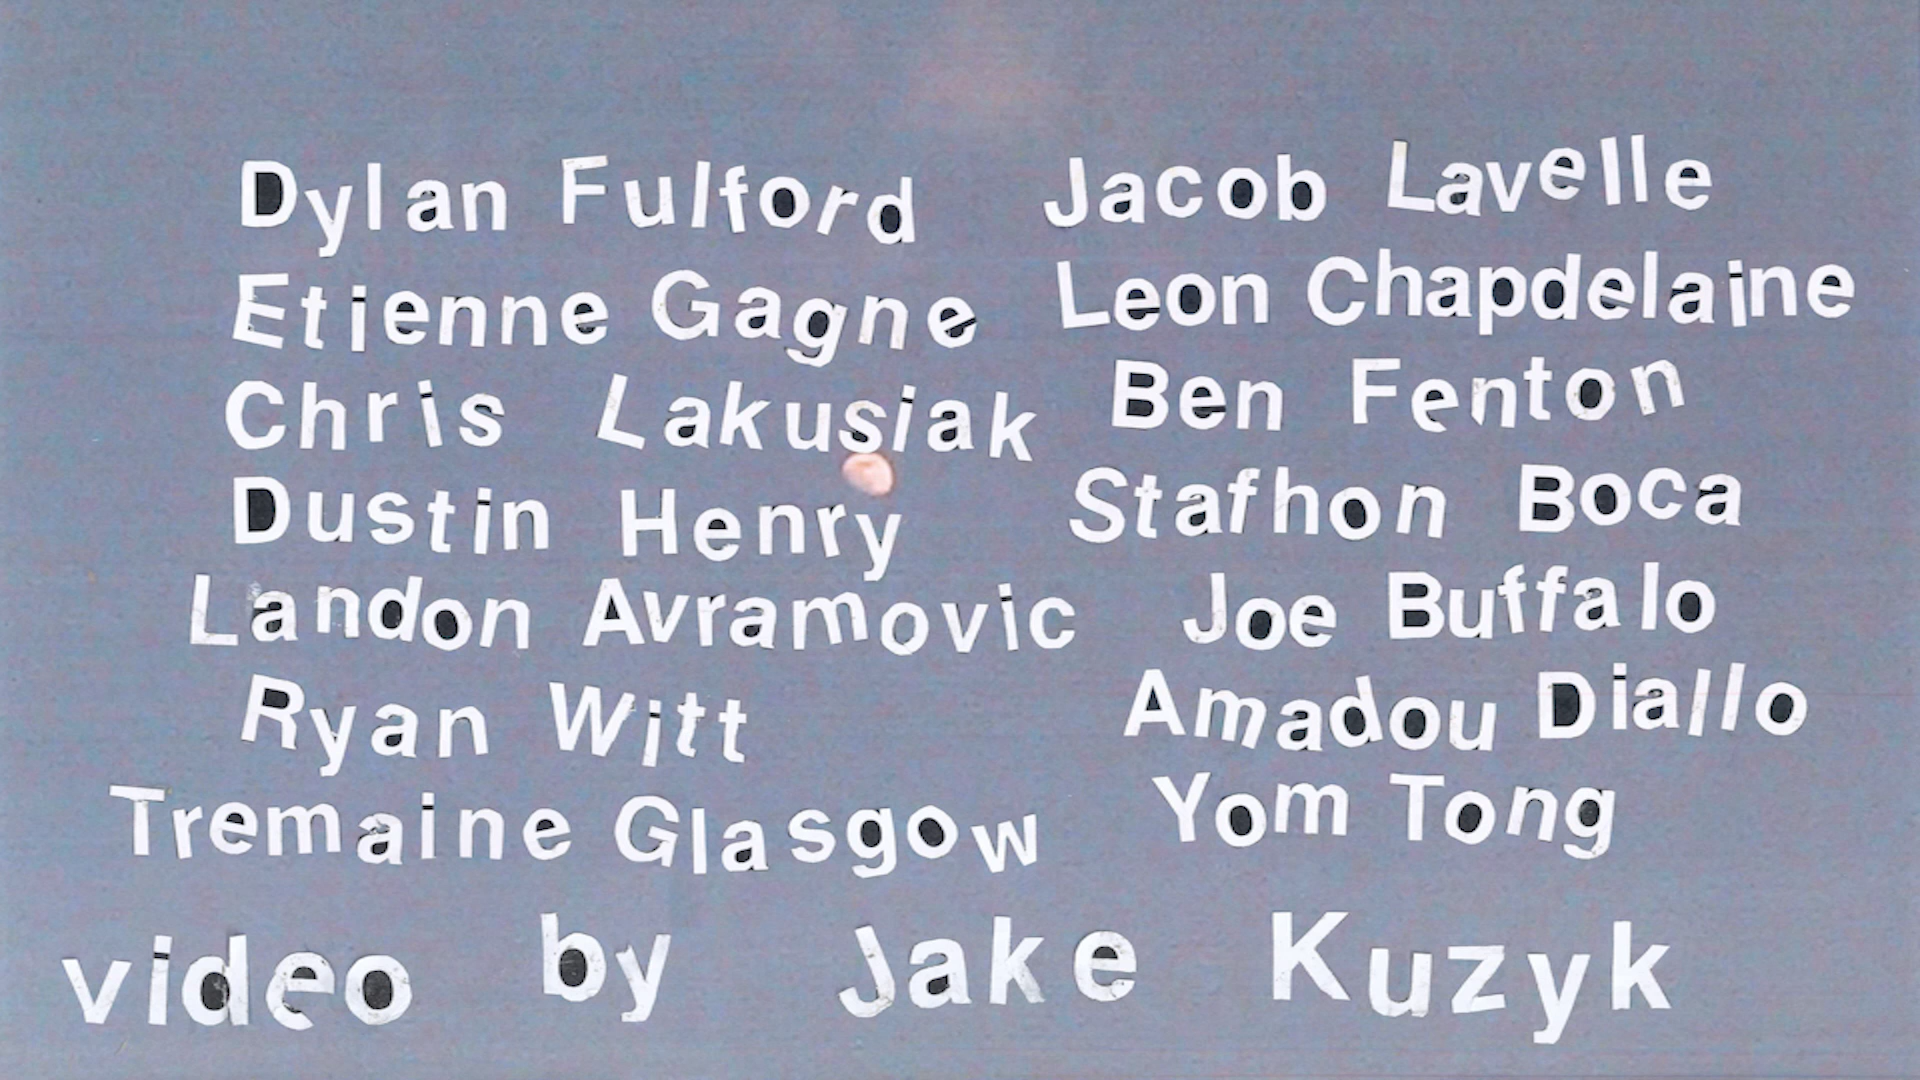 Dylan Fulford
Etienne Gagne
Chris Lakusiak
Dustin Henry
Landon Avramovic
Ryan Witt
Tremaine Glasgow
Jacob Lavelle
Leon Chapdelaine
Ben Fenton
Stafhon Boca
Joe Buffalo
Amadou Diallo
Yom Tong
video by Jake Kuzyk